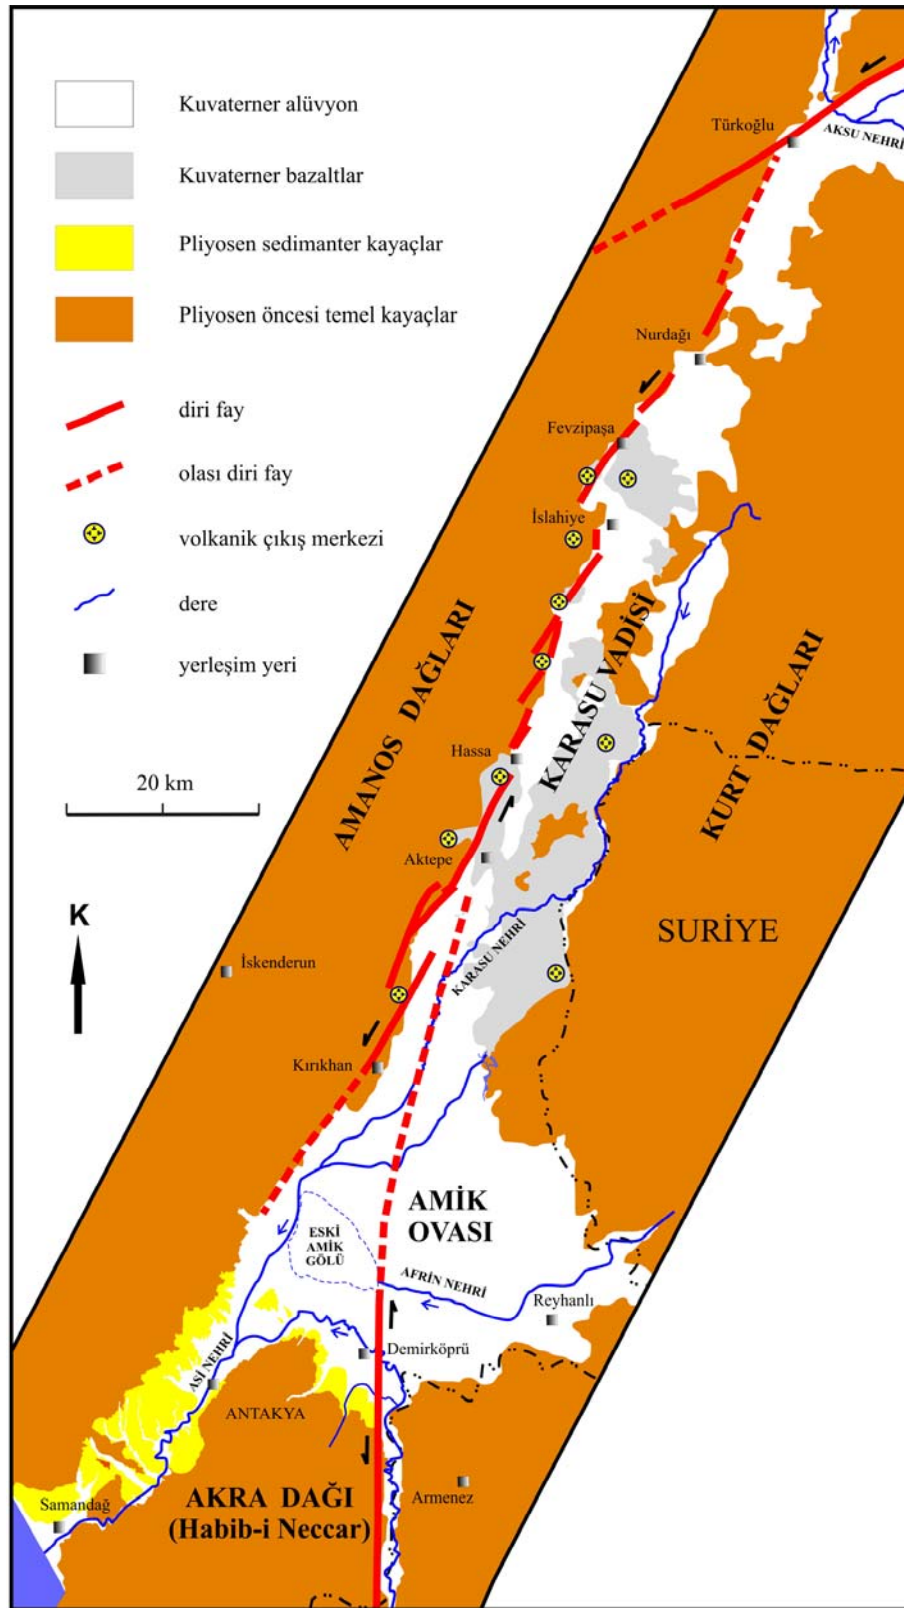 Kuvaterner alüvyon
Kuvaterner bazaltlar
Pliyosen sedimanter kayaçlar
Pliyosen öncesi temel kayaçlar
diri fay
olası diri fay
volkanik çıkış merkezi
dere
yerleşim yeri
20 km
K
Türkoğlu
AKSU NEHRİ
Nurdağı
Fevzipaşa
İslahiye
AMANOS DAĞLARI
KARASU VADİSİ
KURT DAĞLARI
Hassa
Aktepe
SURİYE
İskenderun
KARASU NEHRİ
Kırıkhan
AMİK
OVASI
ESKİ
AMİK
GÖLÜ
AFRİN NEHRİ
Reyhanlı
ASİ NEHRİ
Demirköprü
ANTAKYA
AKRA DAĞI
(Habib-i Neccar)
Armenez
Samandağ